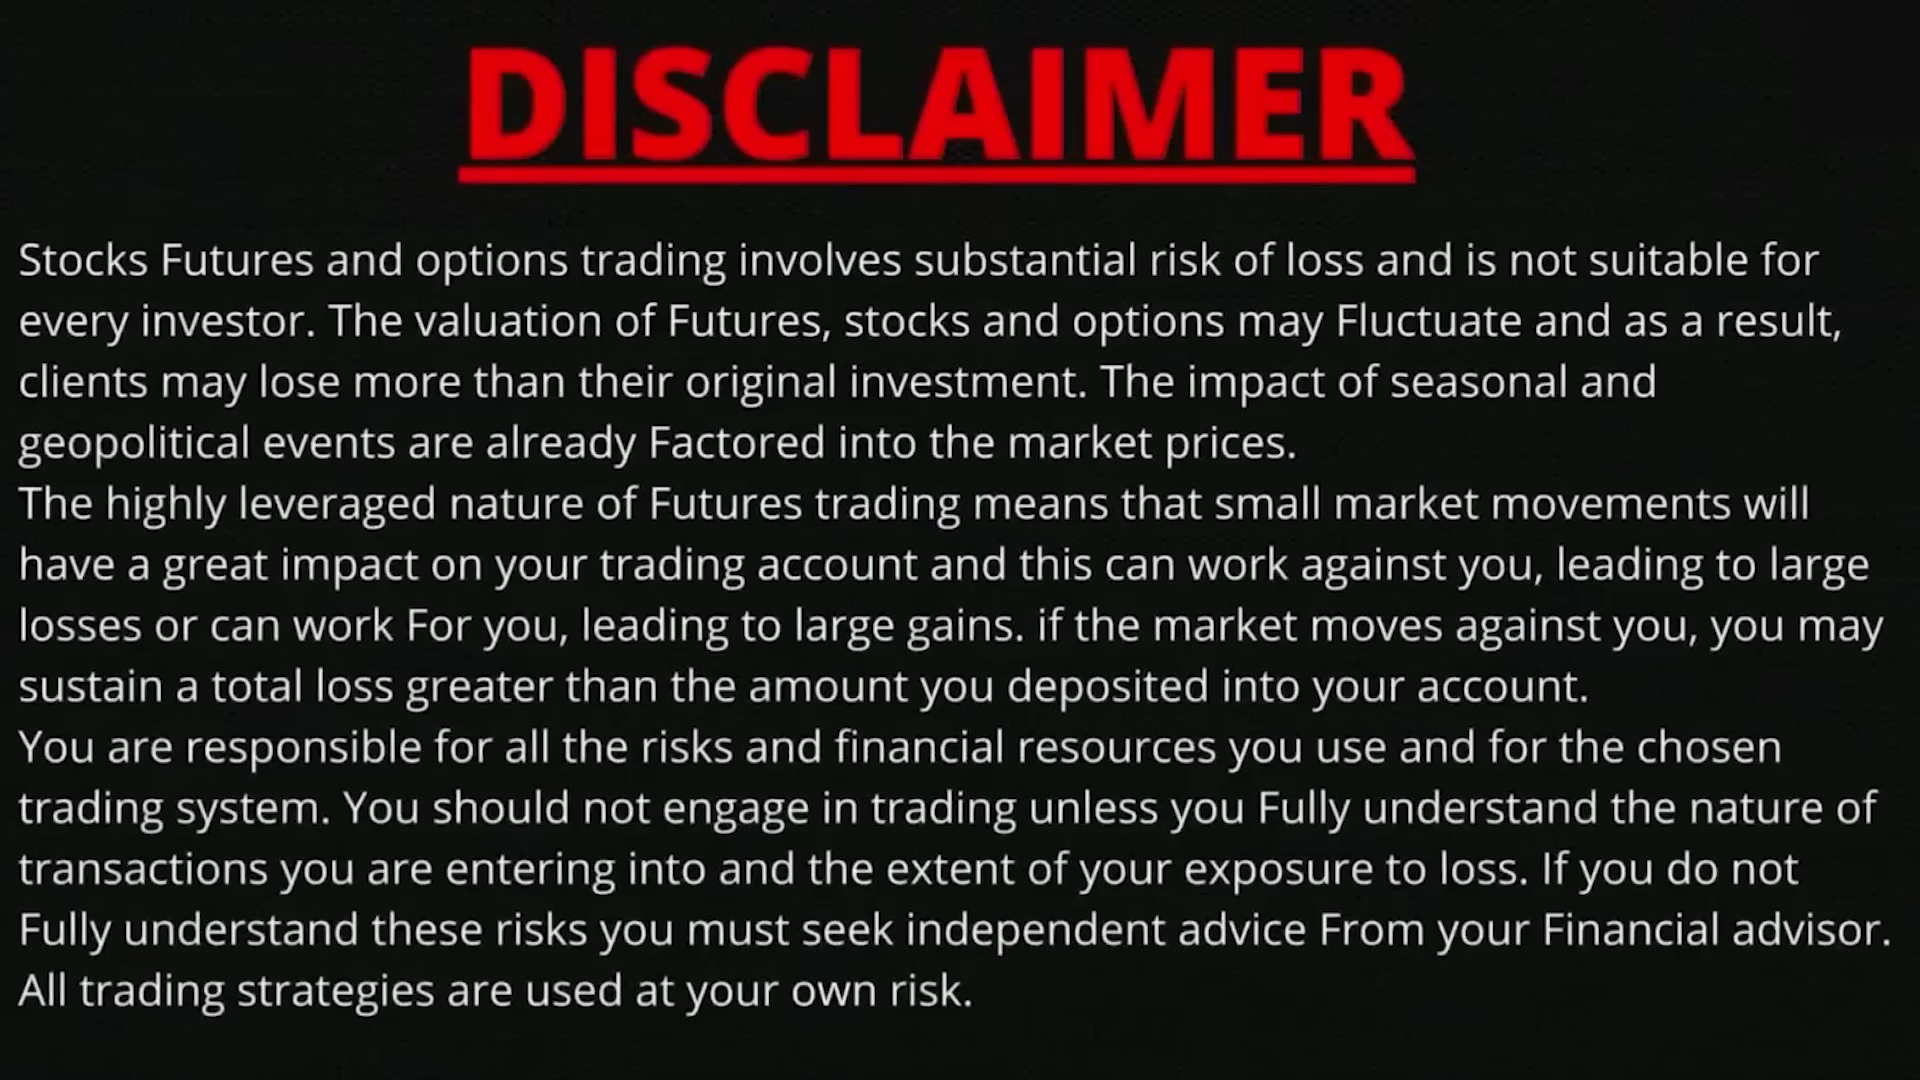 DISCLAIMER
Stocks Futures and options trading involves substantial risk of loss and is not suitable for
every investor. The valuation of Futures, stocks and options may Fluctuate and as a result,
clients may lose more than their original investment. The impact of seasonal and
geopolitical events are already Factored into the market prices.
The highly leveraged nature of Futures trading means that small market movements will
have a great impact on your trading account and this can work against you, leading to large
losses or can work For you, leading to large gains. if the market moves against you, you may
sustain a total loss greater than the amount you deposited into your account.
You are responsible for all the risks and financial resources you use and for the chosen
trading system. You should not engage in trading unless you Fully understand the nature of
transactions you are entering into and the extent of your exposure to loss. If you do not
Fully understand these risks you must seek independent advice From your Financial advisor.
All trading strategies are used at your own risk.